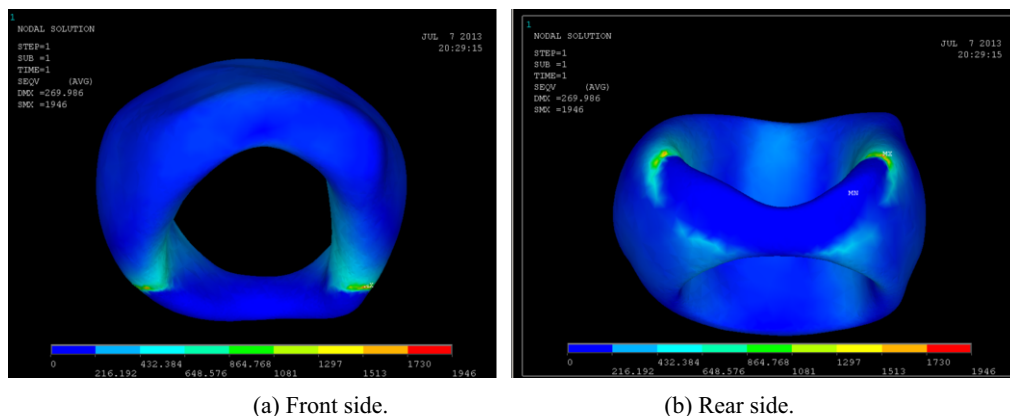 1
NODAL SOLUTION
STEP=1
SUB =1
TIME=1
SEQV (AVG)
DMX =269.986
SMX =1946
JUL 7 2013
20:29:15
0 432.384 864.768 1297 1730
216.192 648.576 1081 1513 1946
(a) Front side.
1
NODAL SOLUTION
STEP=1
SUB =1
TIME=1
SEQV (AVG)
DMX =269.986
SMX =1946
JUL 7 2013
20:29:15
MX
MN
0 432.384 864.768 1297 1730
216.192 648.576 1081 1513 1946
(b) Rear side.